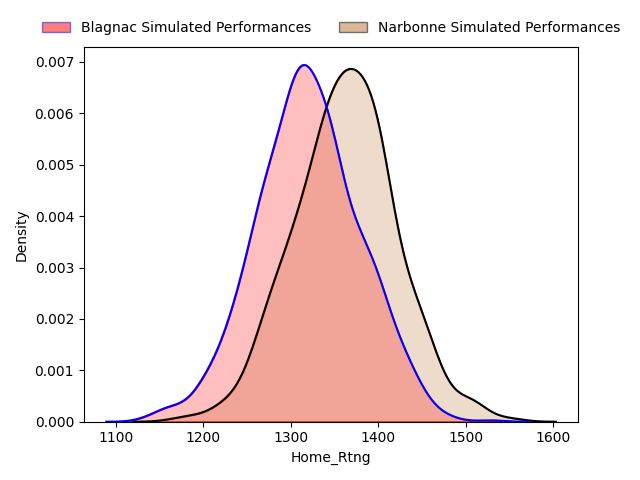 Blagnac Simulated Performances
Narbonne Simulated Performances
0.007
0.006
0.005
0.004
0.003
0.002
0.001
0.000
Density
1100 1200 1300 1400 1500 1600
Home_Rtng